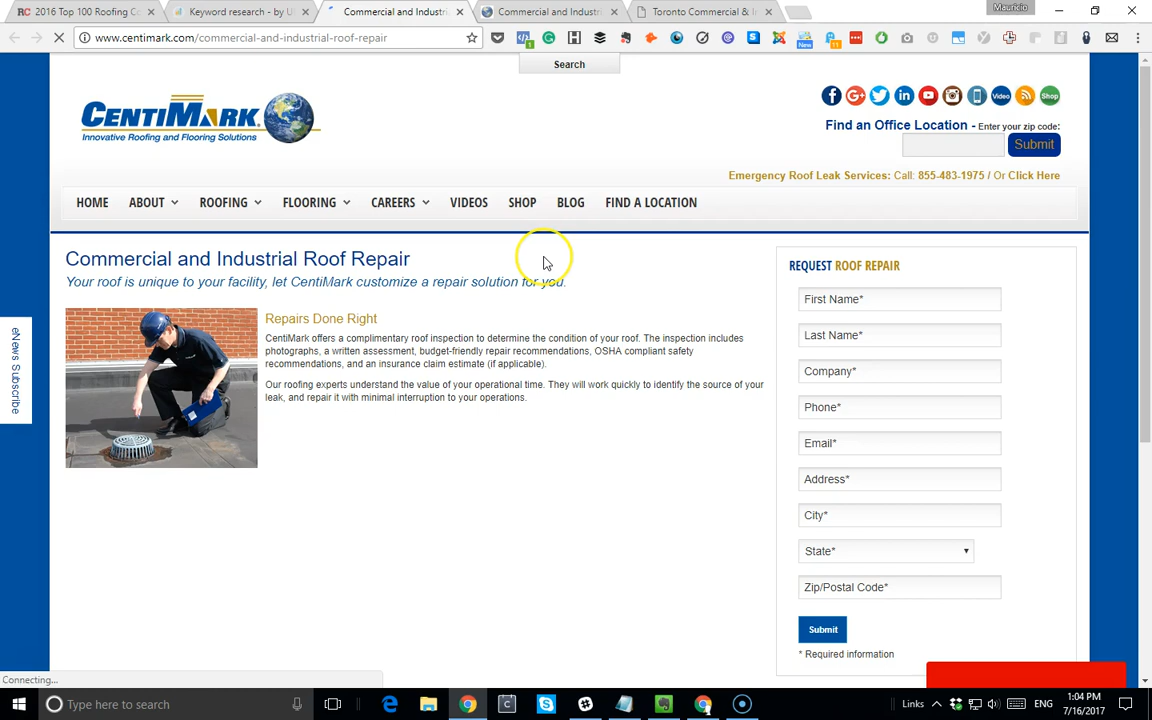 RC 2016 Top 100 Roofing Co
Keyword research - by U
Commercial and Industri
Commercial and Industri
Toronto Commercial & In
Mauricio
www.centimark.com/commercial-and-industrial-roof-repair
Search
CENTIMARK
Innovative Roofing and Flooring Solutions
Video
Shop
Find an Office Location - Enter your zip code:
Submit
Emergency Roof Leak Services: Call: 855-483-1975 / Or Click Here
HOME ABOUT ROOFING FLOORING CAREERS VIDEOS SHOP BLOG FIND A LOCATION
Commercial and Industrial Roof Repair
Your roof is unique to your facility, let CentiMark customize a repair solution for you.
Repairs Done Right
CentiMark offers a complimentary roof inspection to determine the condition of your roof. The inspection includes
photographs, a written assessment, budget-friendly repair recommendations, OSHA compliant safety
recommendations, and an insurance claim estimate (if applicable).
Our roofing experts understand the value of your operational time. They will work quickly to identify the source of your
leak, and repair it with minimal interruption to your operations.
eNews Subscribe
REQUEST ROOF REPAIR
First Name*
Last Name*
Company*
Phone*
Email*
Address*
City*
State*
Zip/Postal Code*
Submit
* Required information
Connecting...
Type here to search
Links
ENG
1:04 PM
7/16/2017